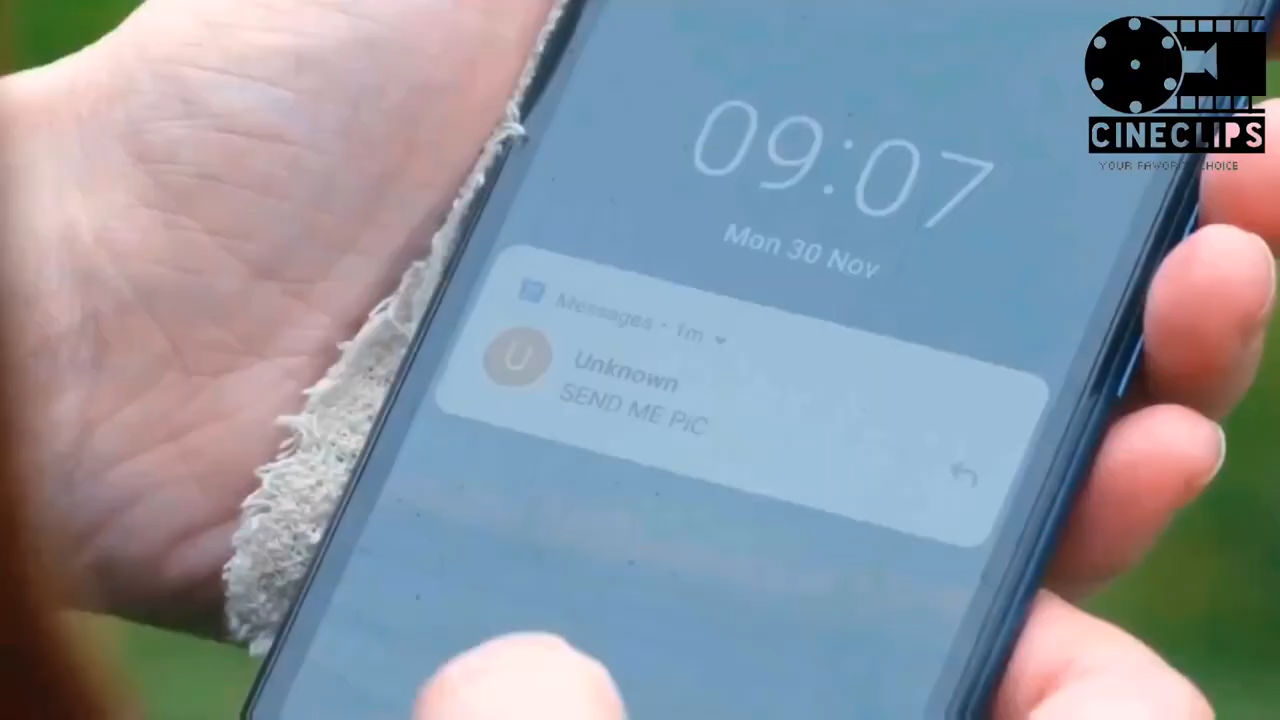 CINECLIPS
YOUR FAVORITE CHOICE
09:07
Mon 30 Nov
Messages • 1m
U
Unknown
SEND ME PIC